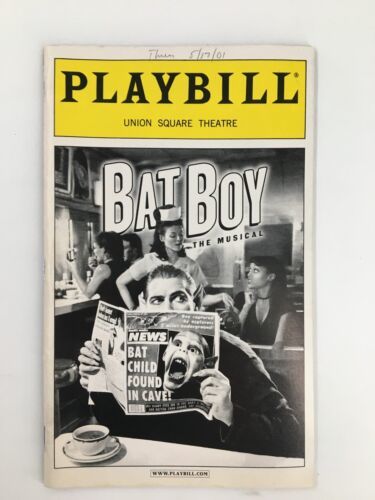 Thurs 5/17/01
PLAYBILL®
UNION SQUARE THEATRE
BAT BOY
THE MUSICAL
NEWS
BAT
CHILD
FOUND
IN CAVE!
WWW.PLAYBILL.COM